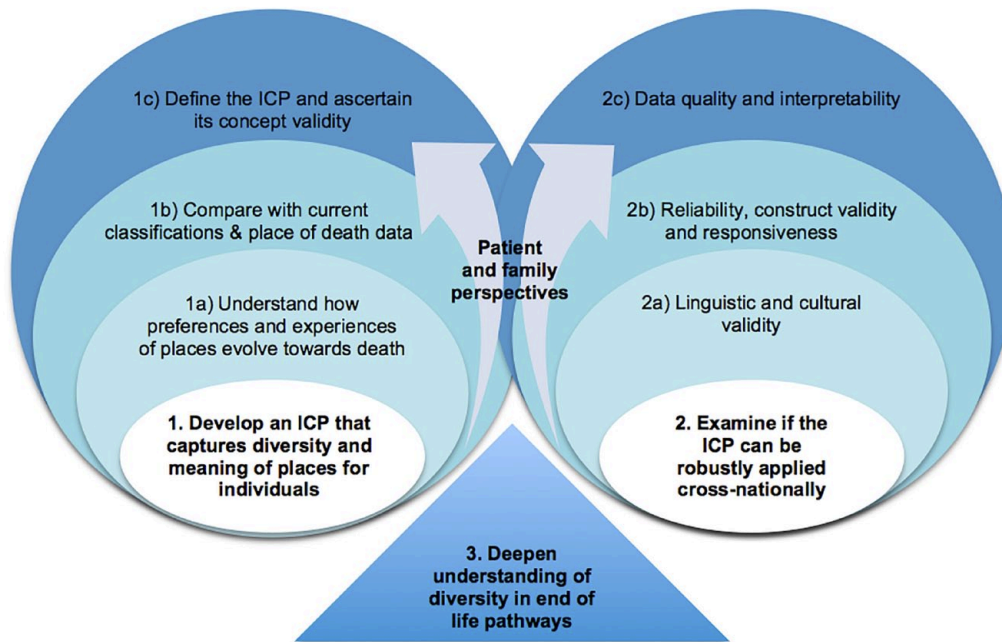 1c) Define the ICP and ascertain
its concept validity
1b) Compare with current
classifications & place of death data
1a) Understand how
preferences and experiences
of places evolve towards death
1. Develop an ICP that
captures diversity and
meaning of places for
individuals
Patient
and family
perspectives
2c) Data quality and interpretability
2b) Reliability, construct validity
and responsiveness
2a) Linguistic and cultural
validity
2. Examine if the
ICP can be
robustly applied
cross-nationally
3. Deepen
understanding of
diversity in end of
life pathways